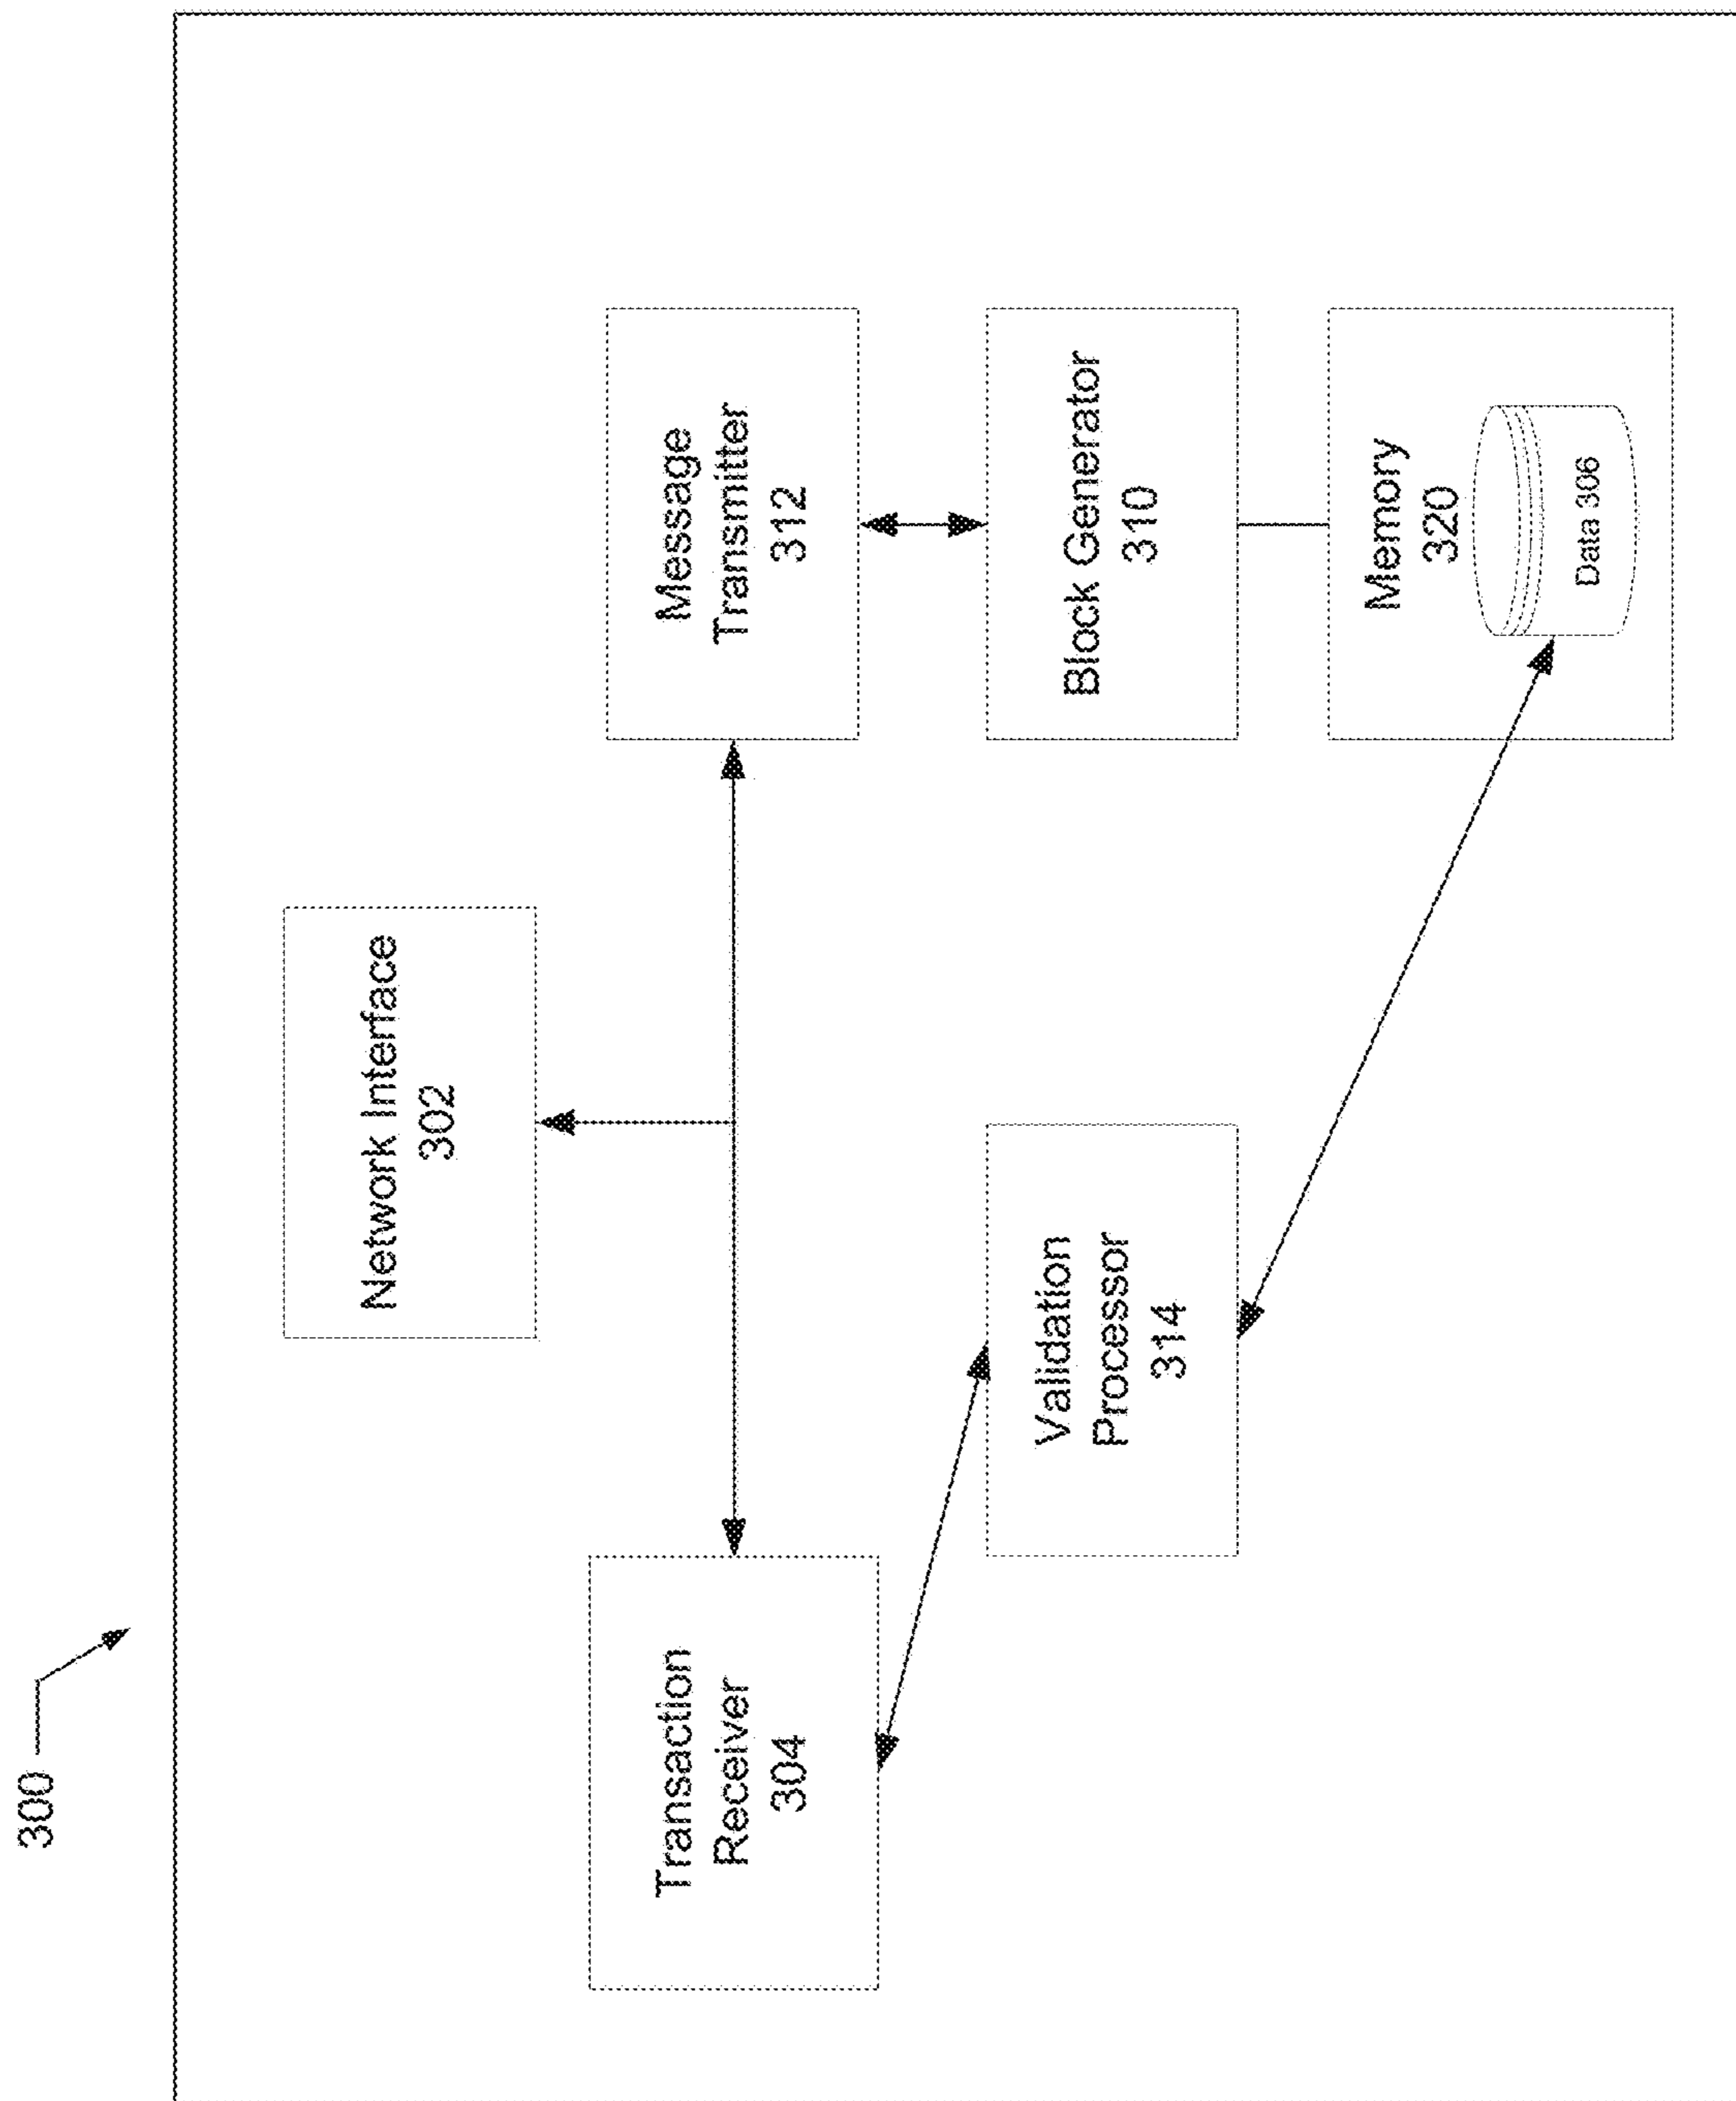 300
Network Interface
302
Transaction
Receiver
304
Message
Transmitter
312
Validation
Processor
314
Block Generator
310
Memory
320
Data 306